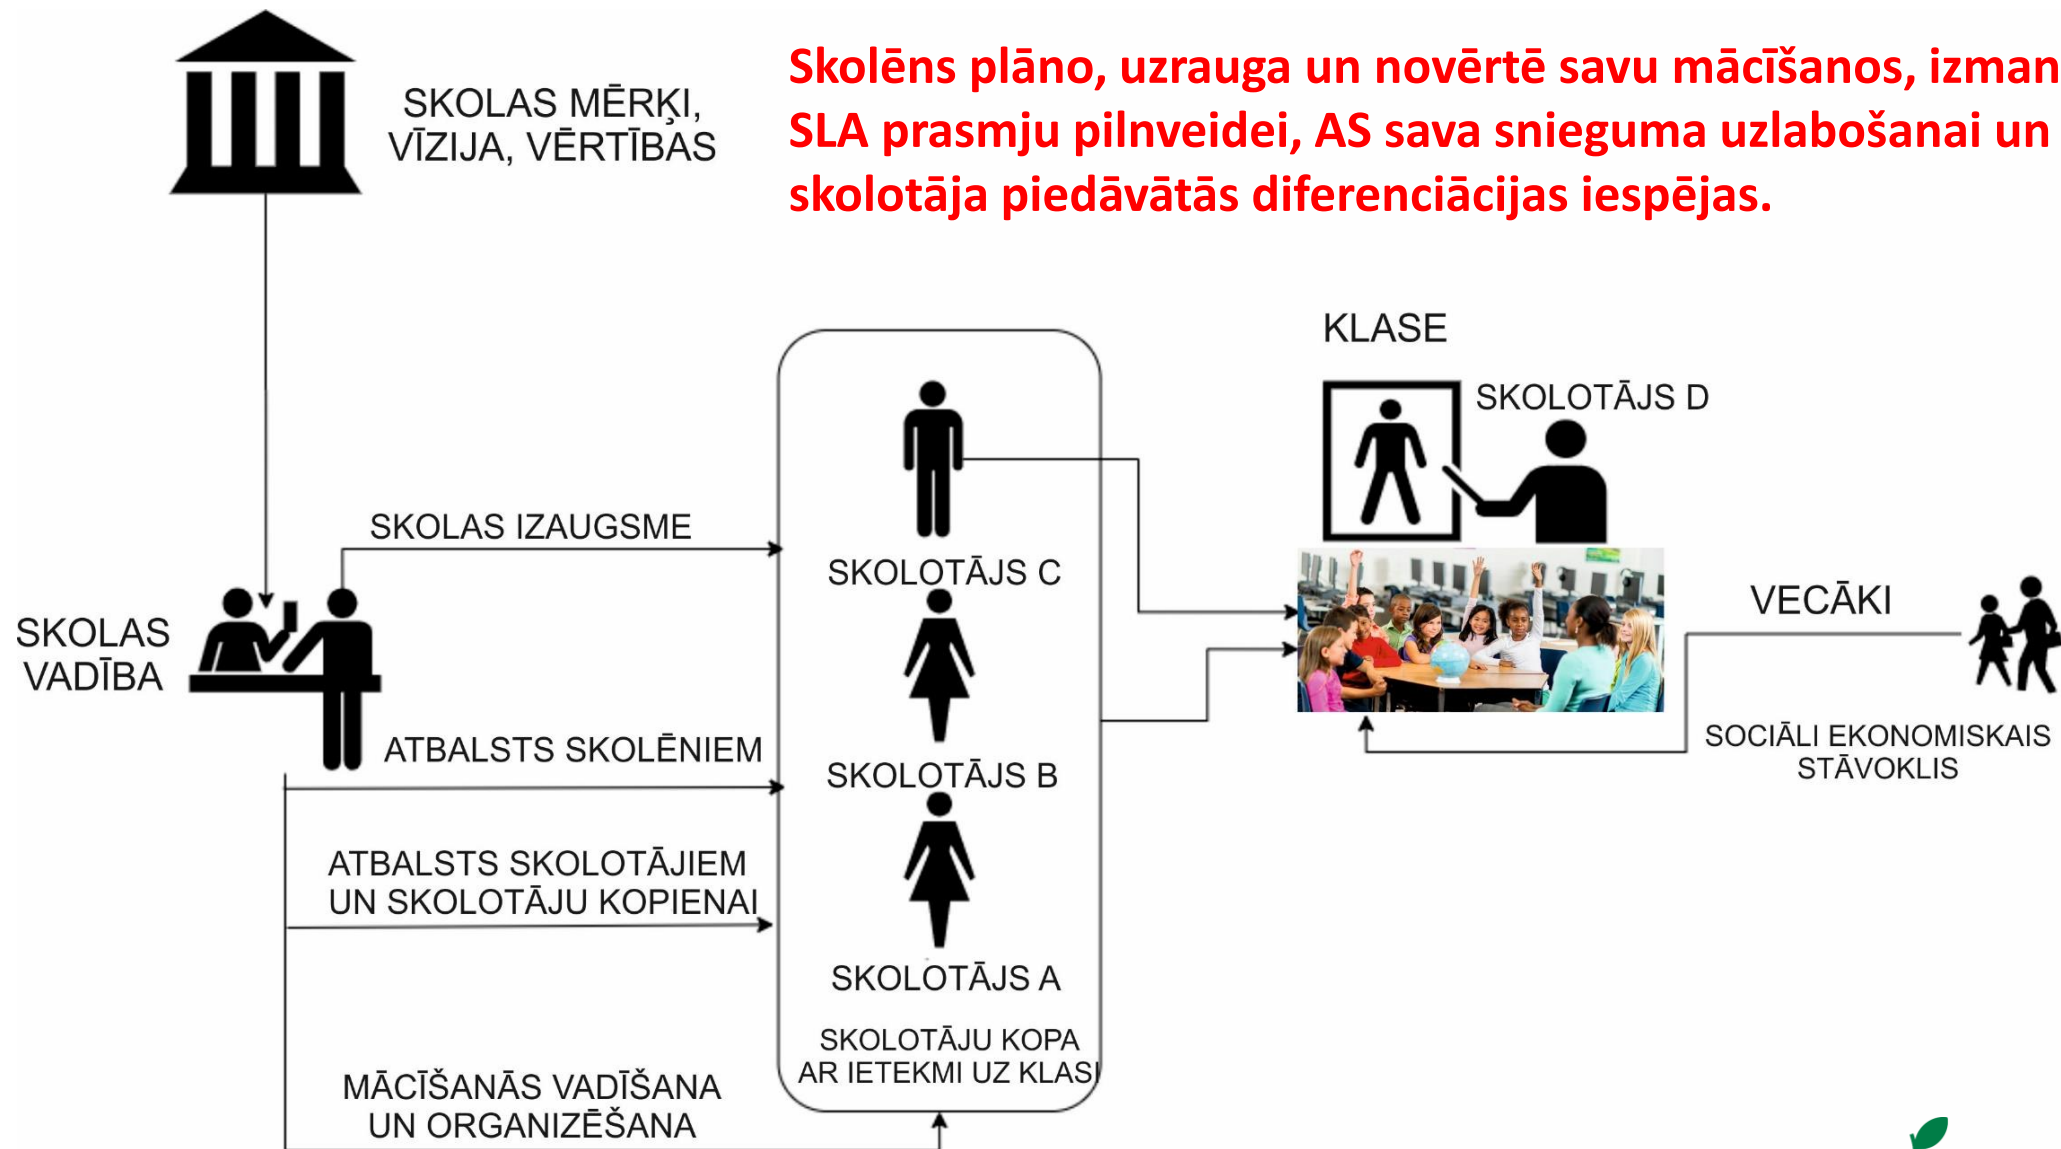 Skolēns plāno, uzrauga un novērtē savu mācīšanos, izman
SLA prasmju pilnveidei, AS sava snieguma uzlabošanai un
skolotāja piedāvātās diferenciācijas iespējas.
SKOLAS MĒRĶI,
VĪZIJA, VĒRTĪBAS
KLASE
SKOLOTĀJS D
SKOLAS IZAUGSME
SKOLOTĀJS C
SKOLAS
VADĪBA
VECĀKI
ATBALSTS SKOLĒNIEM
SKOLOTĀJS B
SOCIĀLI EKONOMISKAIS
STĀVOKLIS
ATBALSTS SKOLOTĀJIEM
UN SKOLOTĀJU KOPIENAI
SKOLOTĀJS A
SKOLOTĀJU KOPA
AR IETEKMI UZ KLASI
MĀCĪŠANĀS VADĪŠANA
UN ORGANIZĒŠANA